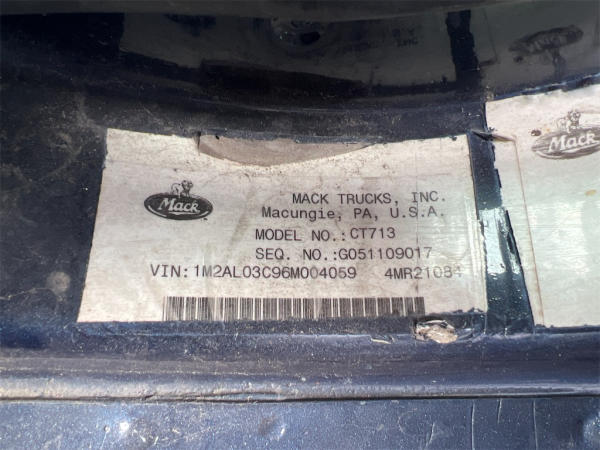 Mack
MACK TRUCKS, INC.
Macungie, PA, U.S.A.
MODEL NO.:CT713
SEQ. NO.:G051109017
VIN:1M2AL03C96M004059 4MR21084
Mack